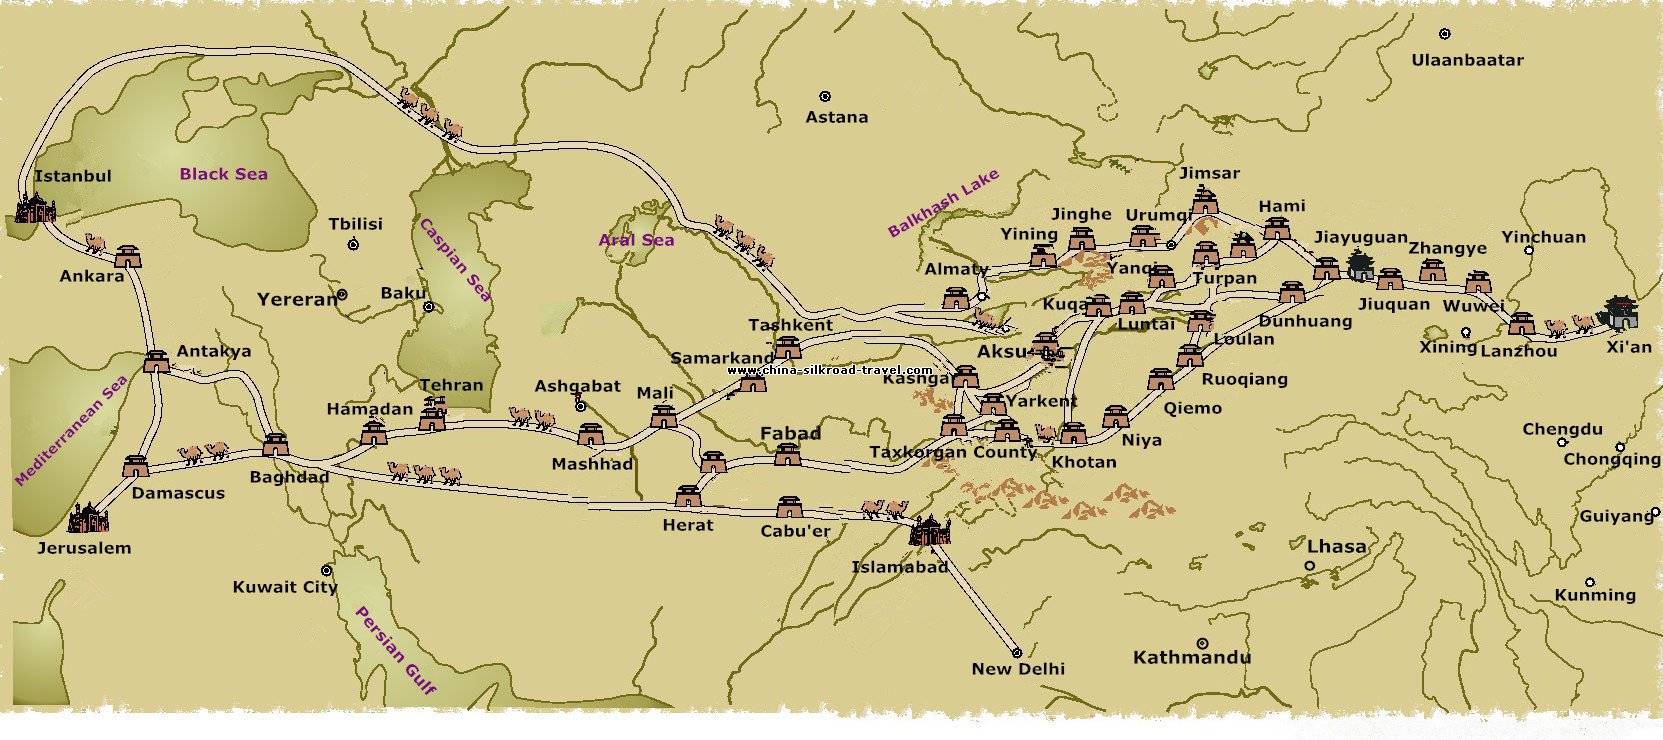 Ulaanbaatar
Astana
Istanbul
Black Sea
Balkhash Lake
Jimsar
Tbilisi
Caspian Sea
Aral Sea
Yining
Jinghe
Urumqi
Hami
Jiayuguan
Zhangye
Yinchuan
Ankara
Almaty
Yanqi
Turpan
Yereran
Baku
Kuqa
Luntai
Dunhuang
Jiuquan
Wuwei
Tashkent
Loulan
Xining
Lanzhou
Xi'an
Antakya
Samarkand
Aksu
www.china-silkroad-travel.com
Kashga
Ruoqiang
Mediterranean Sea
Tehran
Ashgabat
Mali
Hamadan
Yarkent
Qiemo
Fabad
Niya
Chengdu
Taxkorgan County
Khotan
Chongqing
Mashhad
Baghdad
Damascus
Herat
Cabu'er
Guiyang
Jerusalem
Islamabad
Lhasa
Kuwait City
Kunming
Persian Gulf
New Delhi
Kathmandu